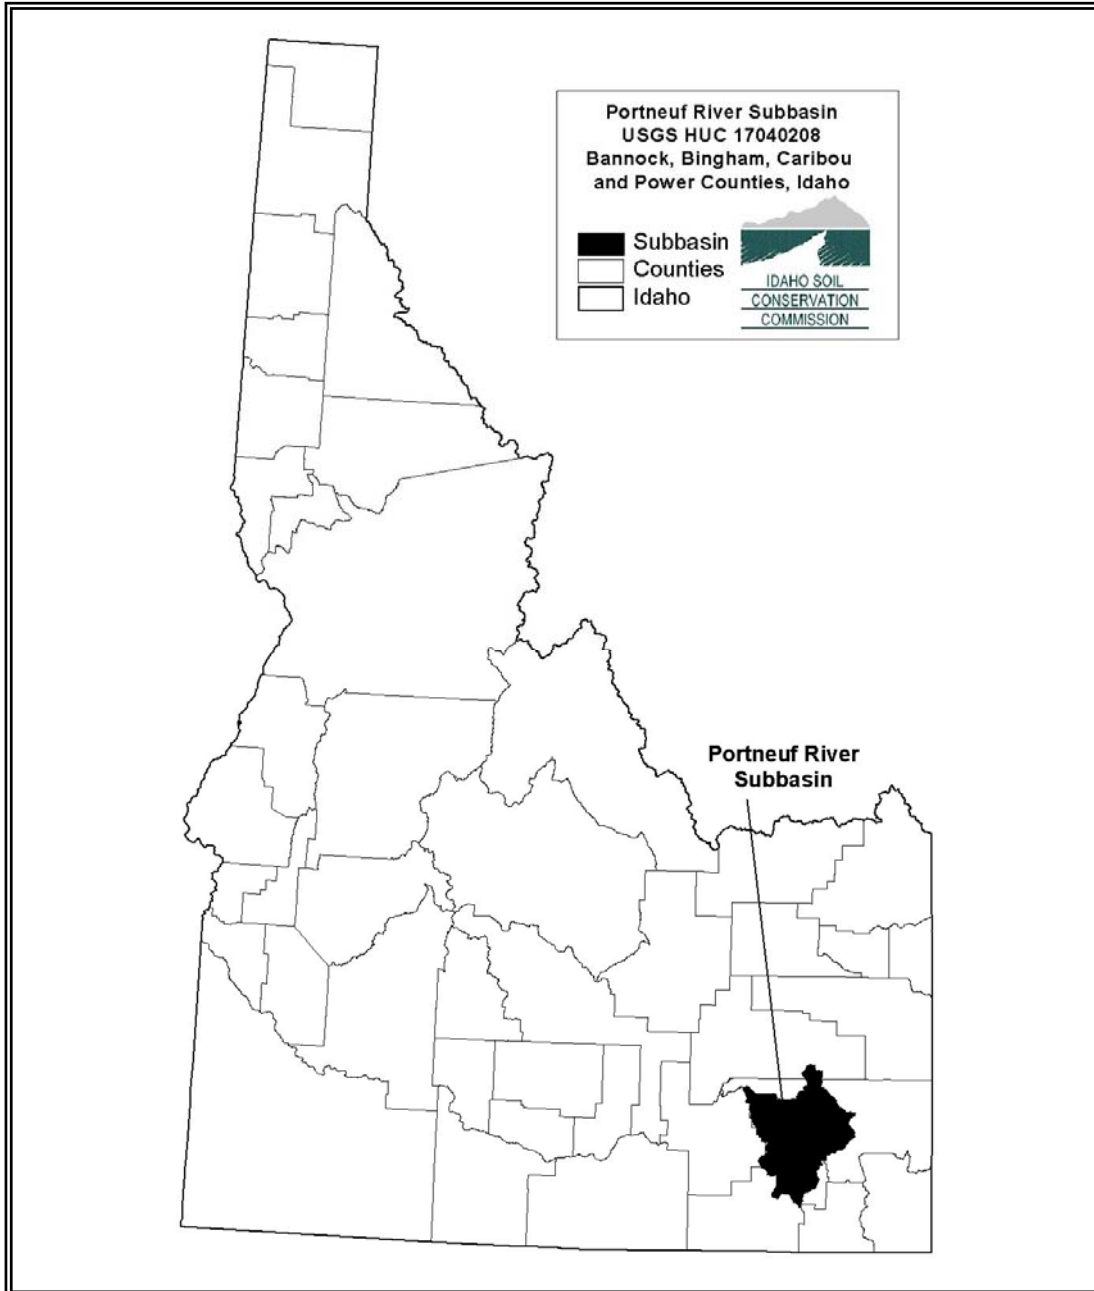 Portneuf River Subbasin
USGS HUC 17040208
Bannock, Bingham, Caribou
and Power Counties, Idaho
Subbasin
Counties
Idaho
IDAHO SOIL
CONSERVATION
COMMISSION
Portneuf River
Subbasin